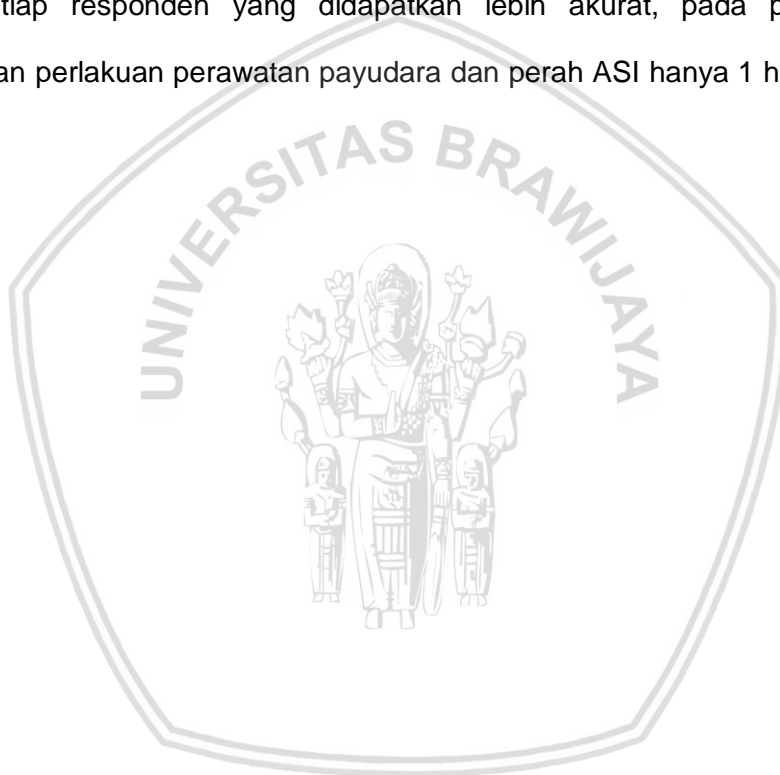 tiap responden yang didapatkan lebih akurat, pada
an perlakuan perawatan payudara dan perah ASI hanya 1
UNIVERSITAS BRAWIJAYA